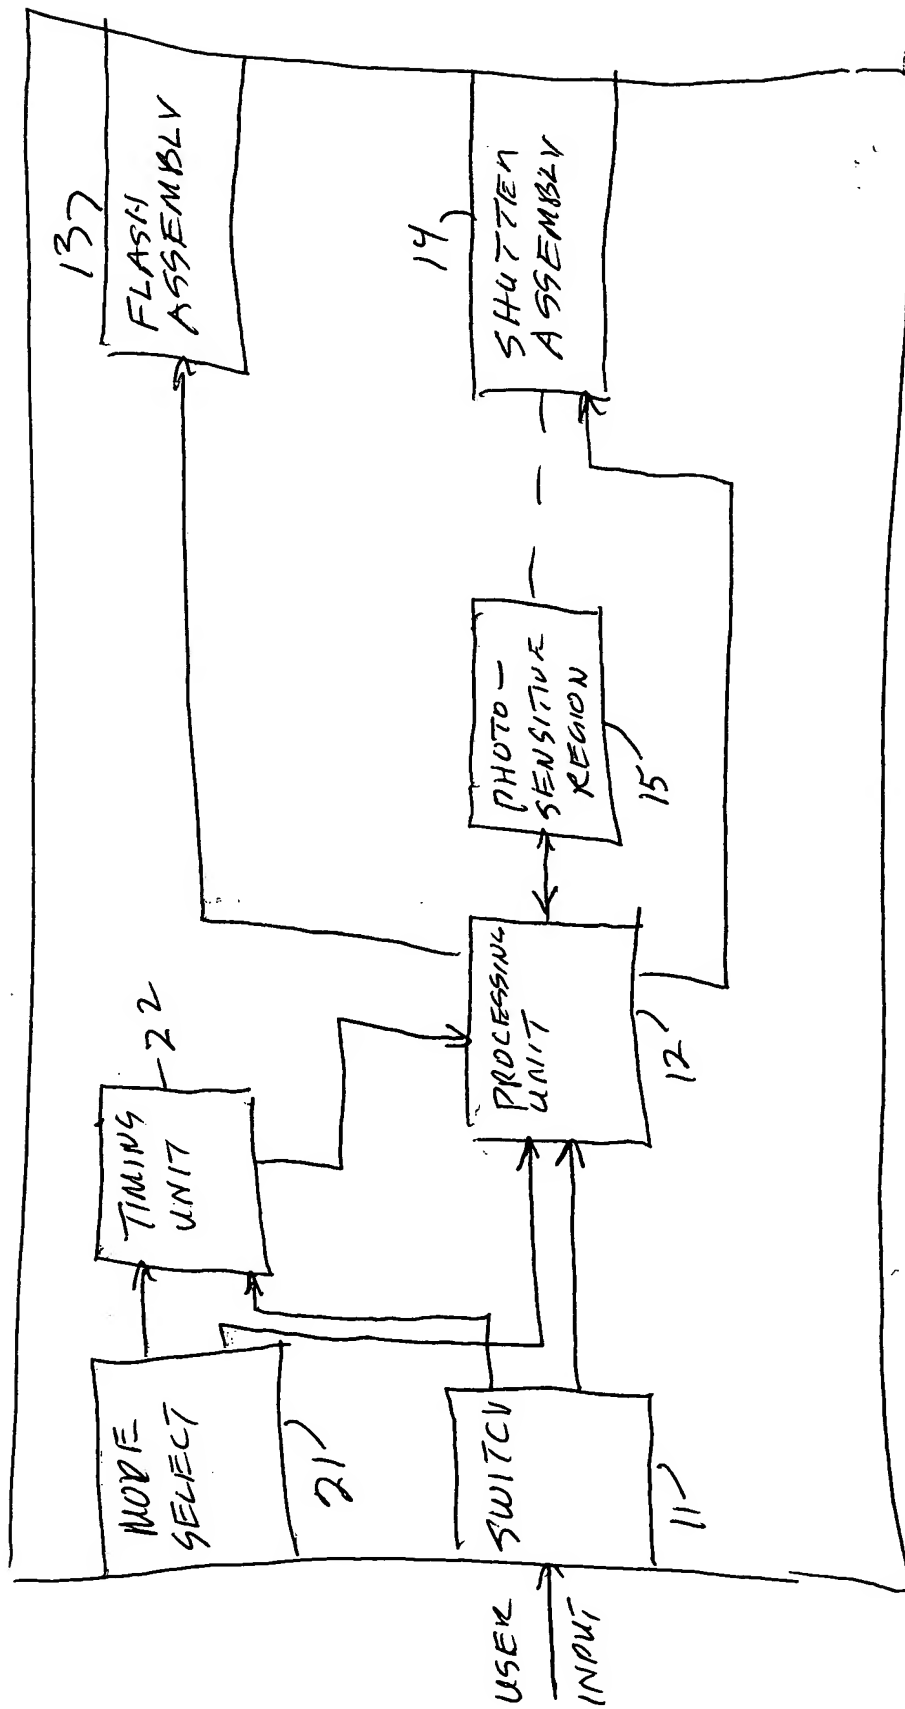 13
FLASH
ASSEMBLY
22
TIMING
UNIT
MODE
SELECT
21
14
SHUTTER
ASSEMBLY
PHOTO-
SENSITIVE
REGION
15
PROCESSING
UNIT
12
SWITCH
11
USER
INPUT